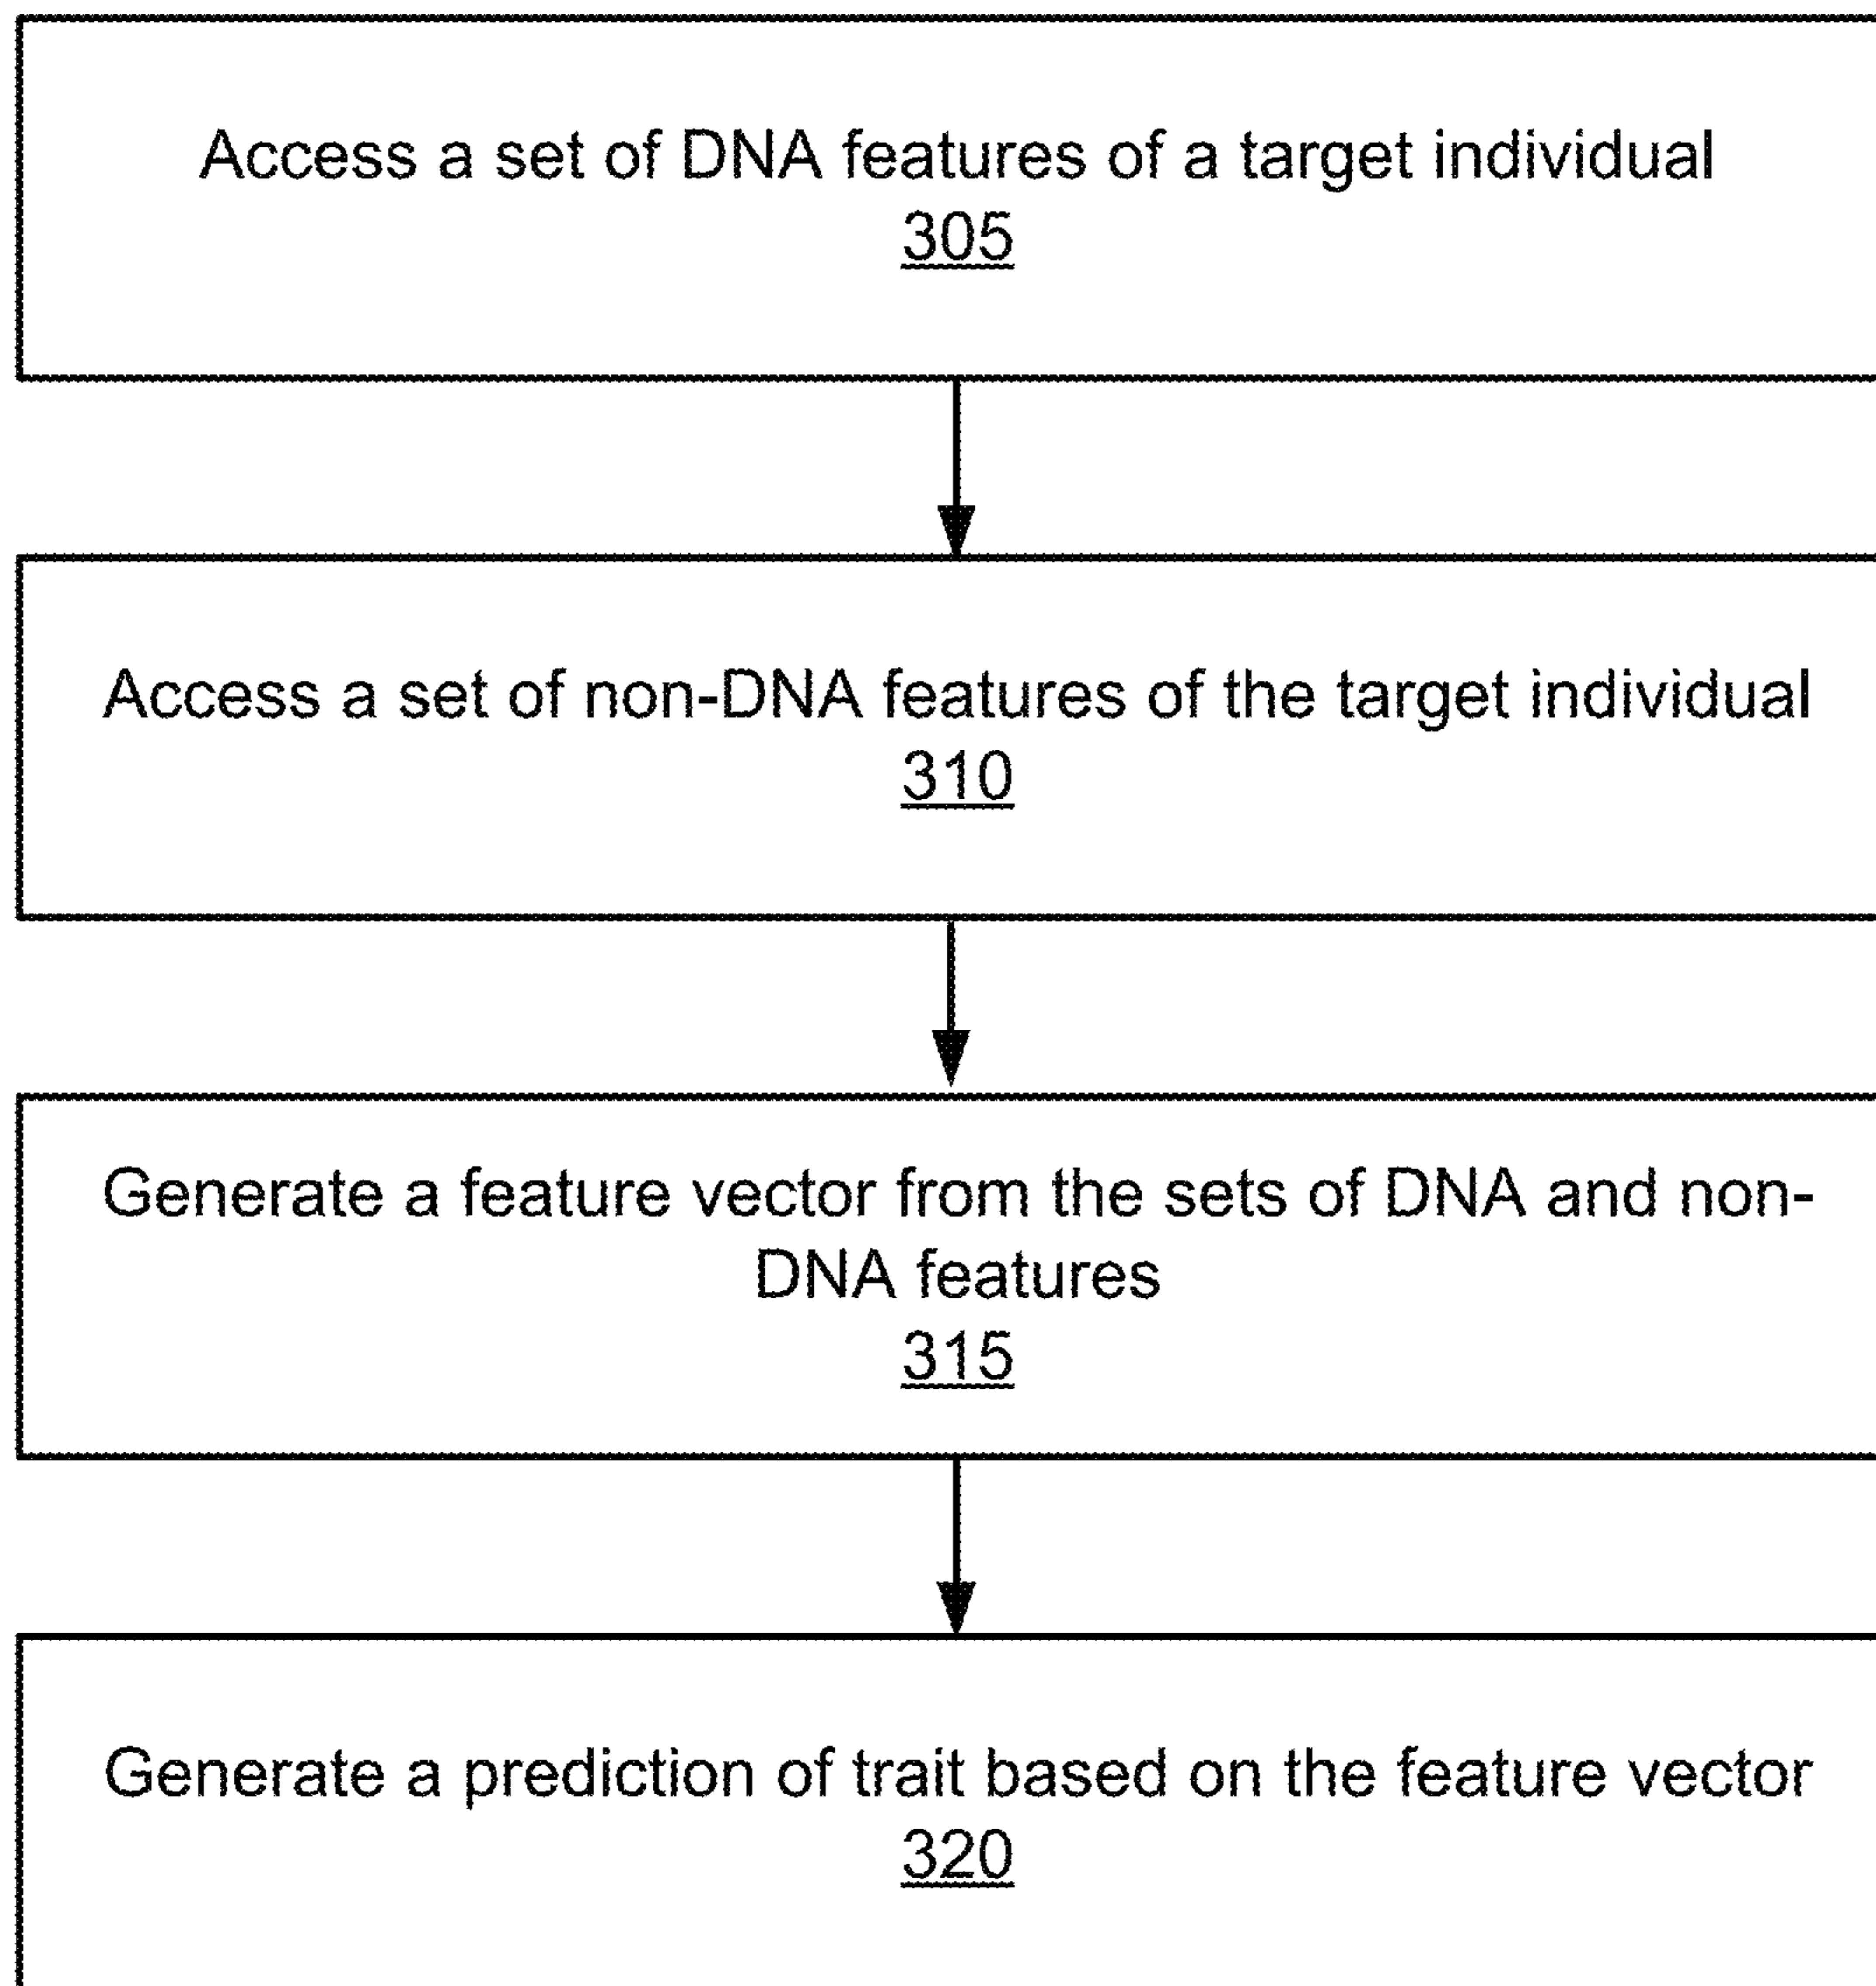 Access a set of DNA features of a target individual
305
Access a set of non-DNA features of the target individual
310
Generate a feature vector from the sets of DNA and non-
DNA features
315
Generate a prediction of trait based on the feature vector
320